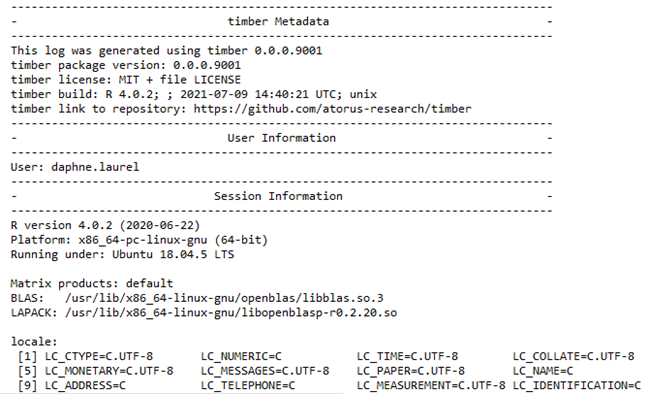 --------------------------------------------------------------------------------
-                               timber Metadata                                -
--------------------------------------------------------------------------------
This log was generated using timber 0.0.0.9001
timber package version: 0.0.0.9001
timber license: MIT + file LICENSE
timber build: R 4.0.2; ; 2021-07-09 14:40:21 UTC; unix
timber link to repository: https://github.com/atorus-research/timber
--------------------------------------------------------------------------------
-                               User Information                               -
--------------------------------------------------------------------------------
User: daphne.laurel
--------------------------------------------------------------------------------
-                             Session Information                              -
--------------------------------------------------------------------------------
R version 4.0.2 (2020-06-22)
Platform: x86_64-pc-linux-gnu (64-bit)
Running under: Ubuntu 18.04.5 LTS

Matrix products: default
BLAS:   /usr/lib/x86_64-linux-gnu/openblas/libblas.so.3
LAPACK: /usr/lib/x86_64-linux-gnu/libopenblasp-r0.2.20.so

locale:
 [1] LC_CTYPE=C.UTF-8       LC_NUMERIC=C           LC_TIME=C.UTF-8        LC_COLLATE=C.UTF-8
 [5] LC_MONETARY=C.UTF-8    LC_MESSAGES=C.UTF-8    LC_PAPER=C.UTF-8       LC_NAME=C
 [9] LC_ADDRESS=C           LC_TELEPHONE=C         LC_MEASUREMENT=C.UTF-8 LC_IDENTIFICATION=C